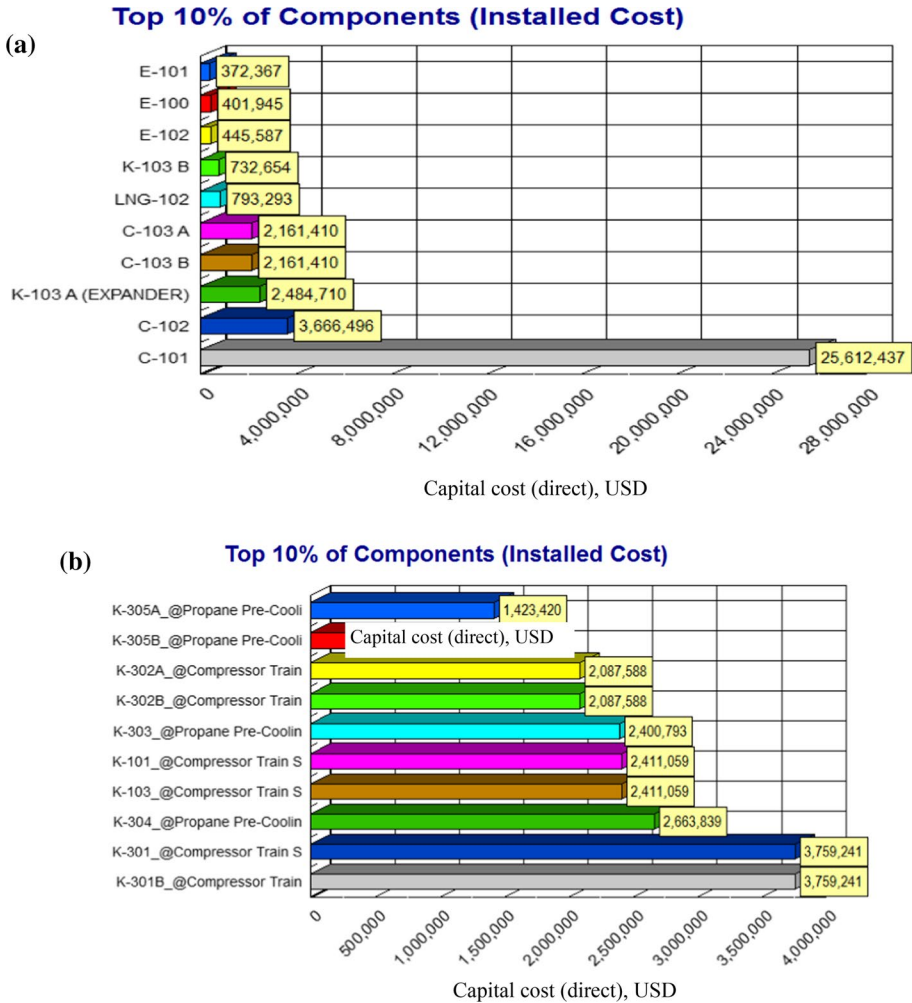 Top 10% of Components (Installed Cost)
(a)
E-101 372,367
E-100 401,945
E-102 445,587
K-103 B 732,654
LNG-102 793,293
C-103 A 2,161,410
C-103 B 2,161,410
K-103 A (EXPANDER) 2,484,710
C-102 3,666,496
C-101 25,612,437
0 4,000,000 8,000,000 12,000,000 16,000,000 20,000,000 24,000,000 28,000,000
Capital cost (direct), USD
(b)
Top 10% of Components (Installed Cost)
K-305A_@Propane Pre-Cooli 1,423,420
K-305B_@Propane Pre-Cooli Capital cost (direct), USD
K-302A_@Compressor Train 2,087,588
K-302B_@Compressor Train 2,087,588
K-303_@Propane Pre-Coolin 2,400,793
K-101_@Compressor Train S 2,411,059
K-103_@Compressor Train S 2,411,059
K-304_@Propane Pre-Coolin 2,663,839
K-301_@Compressor Train S 3,759,241
K-301B_@Compressor Train 3,759,241
0 500,000 1,000,000 1,500,000 2,000,000 2,500,000 3,000,000 3,500,000 4,000,000
Capital cost (direct), USD